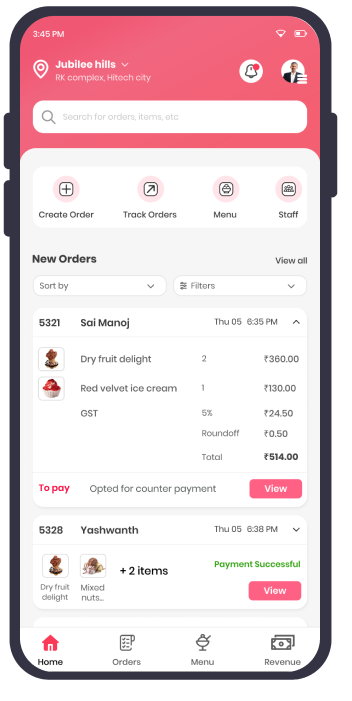 3:45 PM
Jubilee hills
RK complex, Hitech city
Search for orders, items, etc
Create Order Track Orders Menu Staff
New Orders View all
Sort by Filters
5321 Sai Manoj Thu 05 6:35 PM
Dry fruit delight 2 ₹360.00
Red velvet ice cream 1 ₹130.00
GST 5% ₹24.50
Roundoff ₹0.50
Total ₹514.00
To pay Opted for counter payment View
5328 Yashwanth Thu 05 6:38 PM
Payment Successful
+ 2 items
Dry fruit Mixed View
delight nuts...
Home Orders Menu Revenue